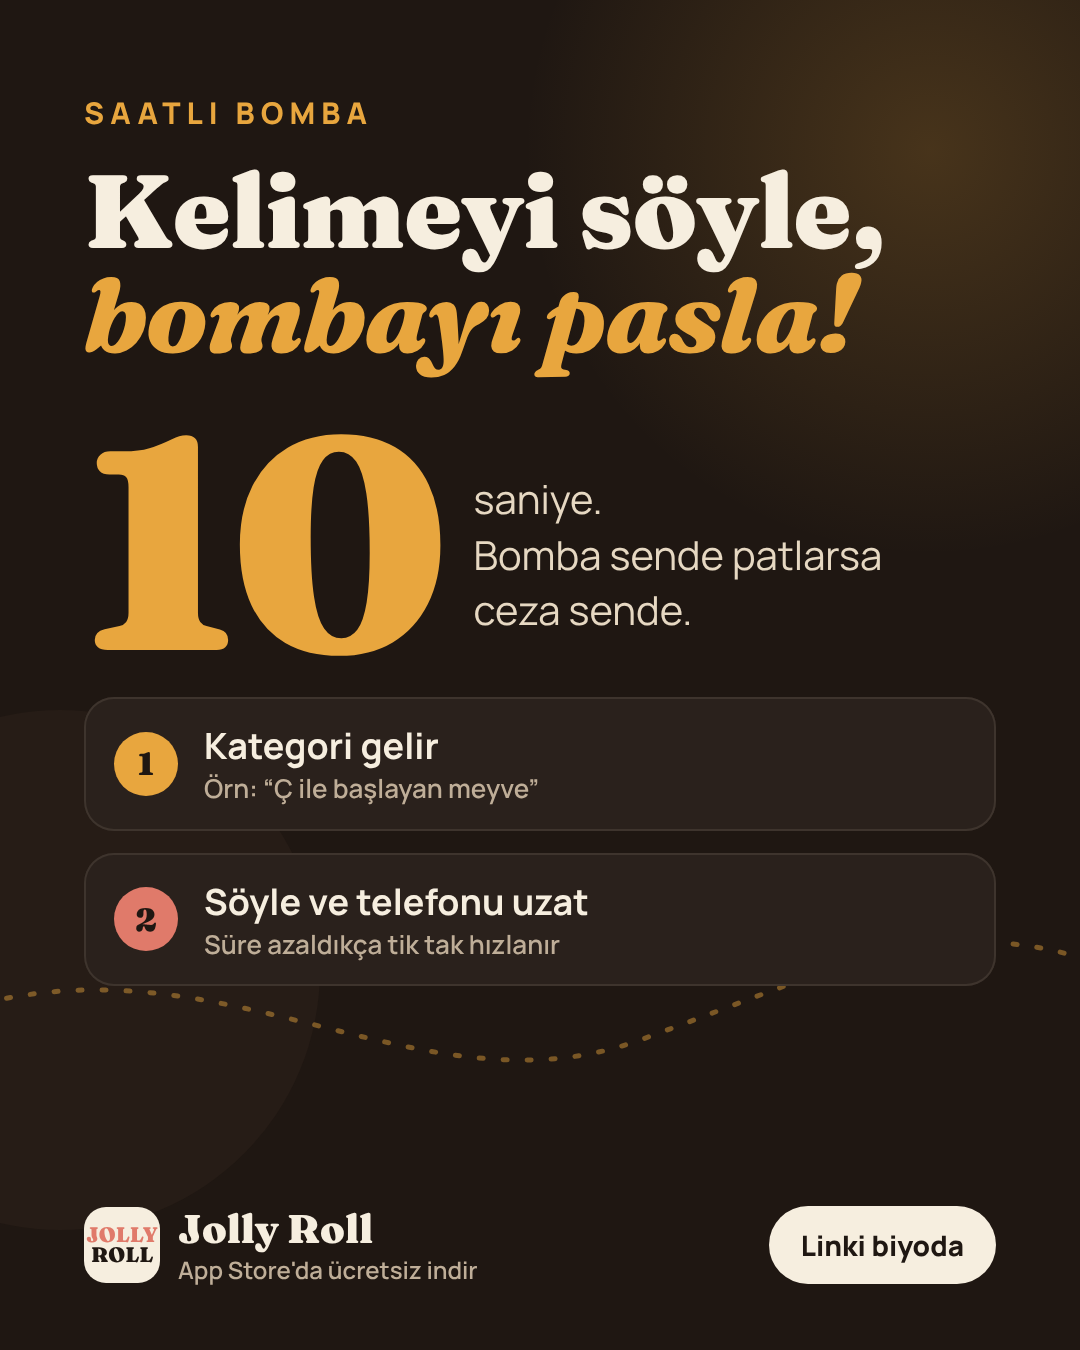 SAATLI BOMBA
Kelimeyi söyle,
bombayı pasla!
10
saniye.
Bomba sende patlarsa
ceza sende.
1
Kategori gelir
Örn: “Ç ile başlayan meyve”
2
Söyle ve telefonu uzat
Süre azaldıkça tik tak hızlanır
JOLLY
ROLL
Jolly Roll
App Store'da ücretsiz indir
Linki biyoda